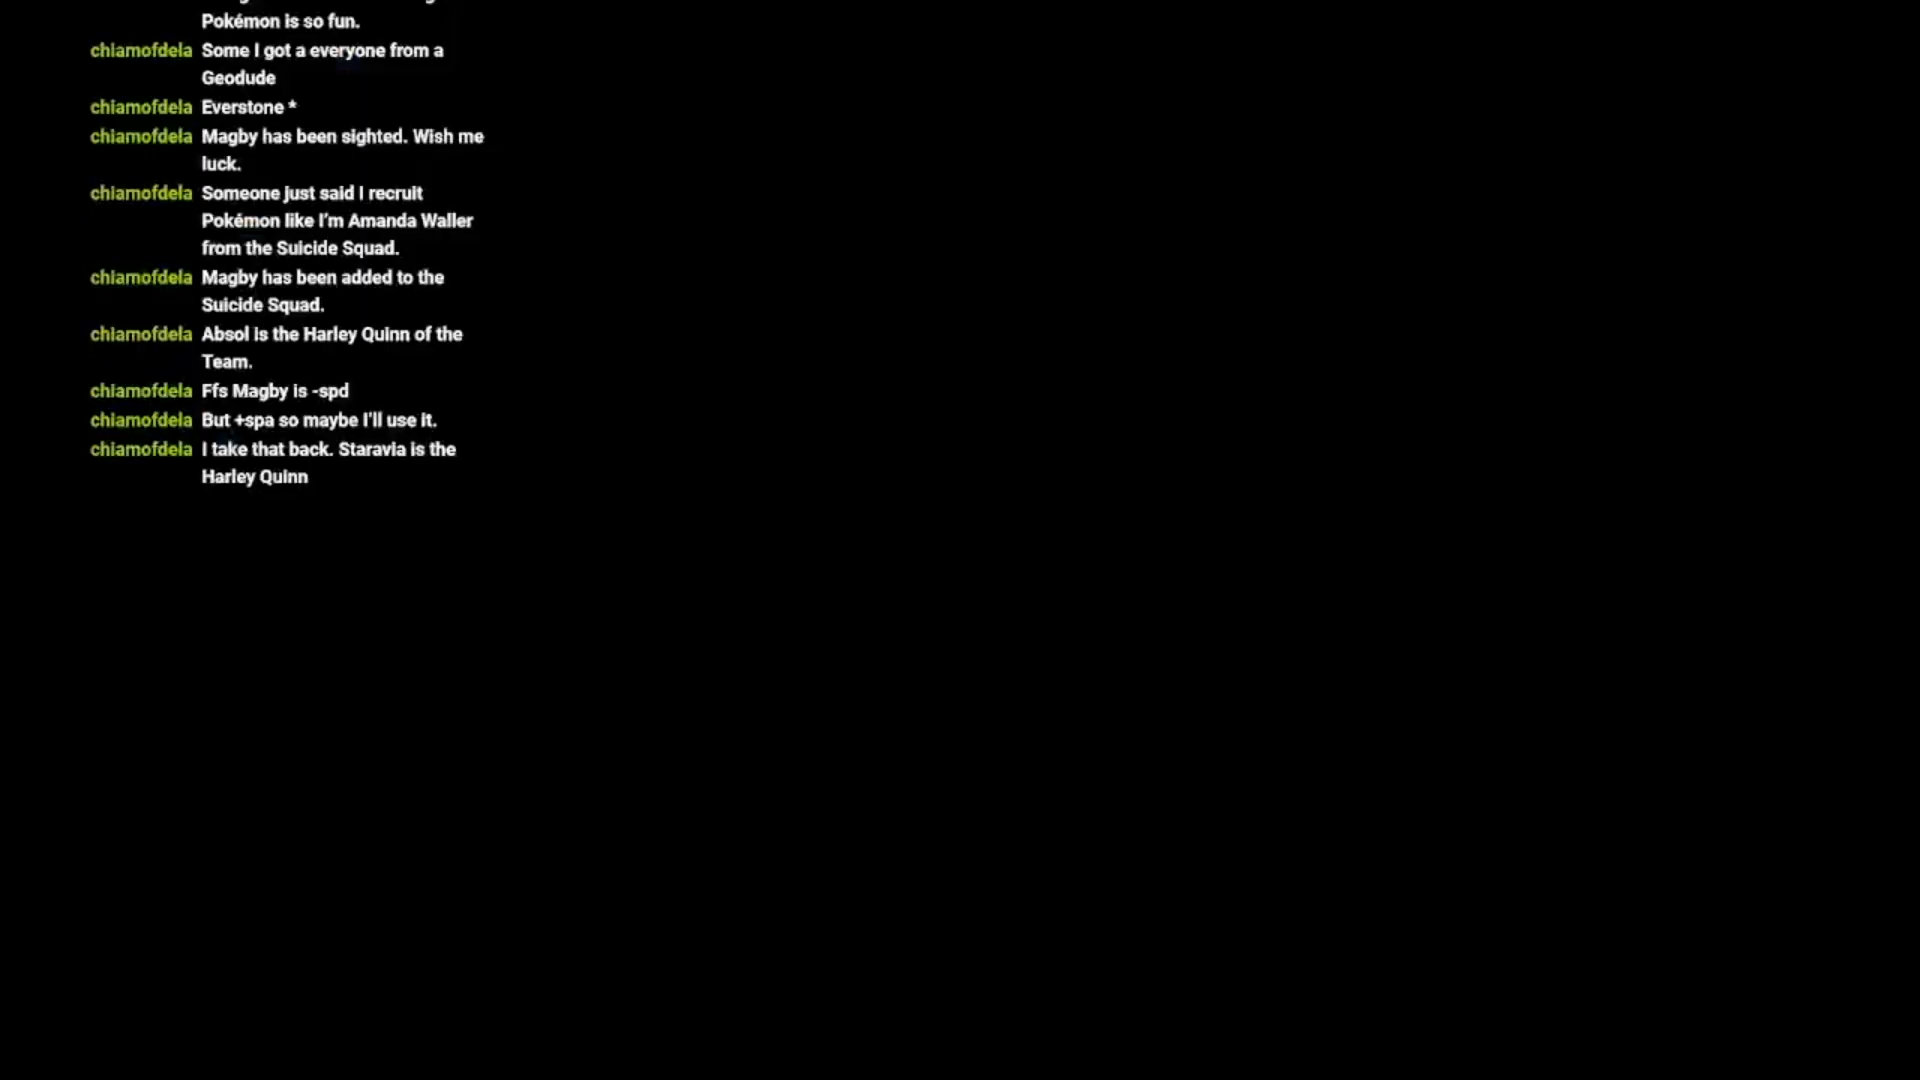 Pokémon is so fun.
chiamofdela Some I got a everyone from a
Geodude
chiamofdela Everstone *
chiamofdela Magby has been sighted. Wish me
luck.
chiamofdela Someone just said I recruit
Pokémon like I'm Amanda Waller
from the Suicide Squad.
chiamofdela Magby has been added to the
Suicide Squad.
chiamofdela Absol is the Harley Quinn of the
Team.
chiamofdela Ffs Magby is -spd
chiamofdela But +spa so maybe I'll use it.
chiamofdela I take that back. Staravia is the
Harley Quinn